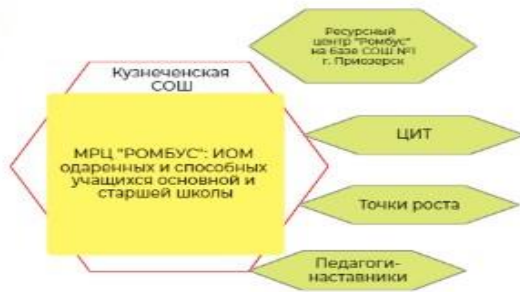 Кузнеченская
СОШ
МРЦ "РОМБУС": ИОМ
одаренных и способных
учащихся основной и
старшей школы
Ресурсный
центр "Ромбус"
на базе СОШ №1
г. Приозерск
ЦИТ
Точки роста
Педагоги-
наставники